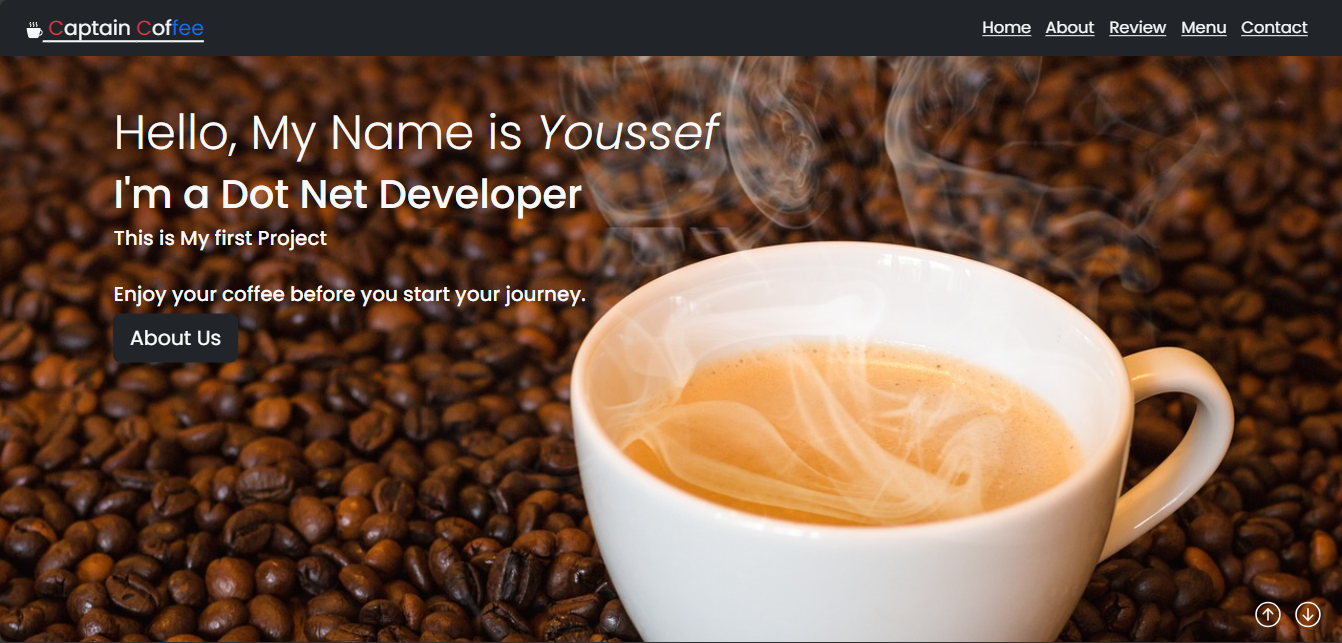 Captain Coffee
Home About Review Menu Contact
Hello, My Name is Youssef
I'm a Dot Net Developer
This is My first Project
Enjoy your coffee before you start your journey.
About Us